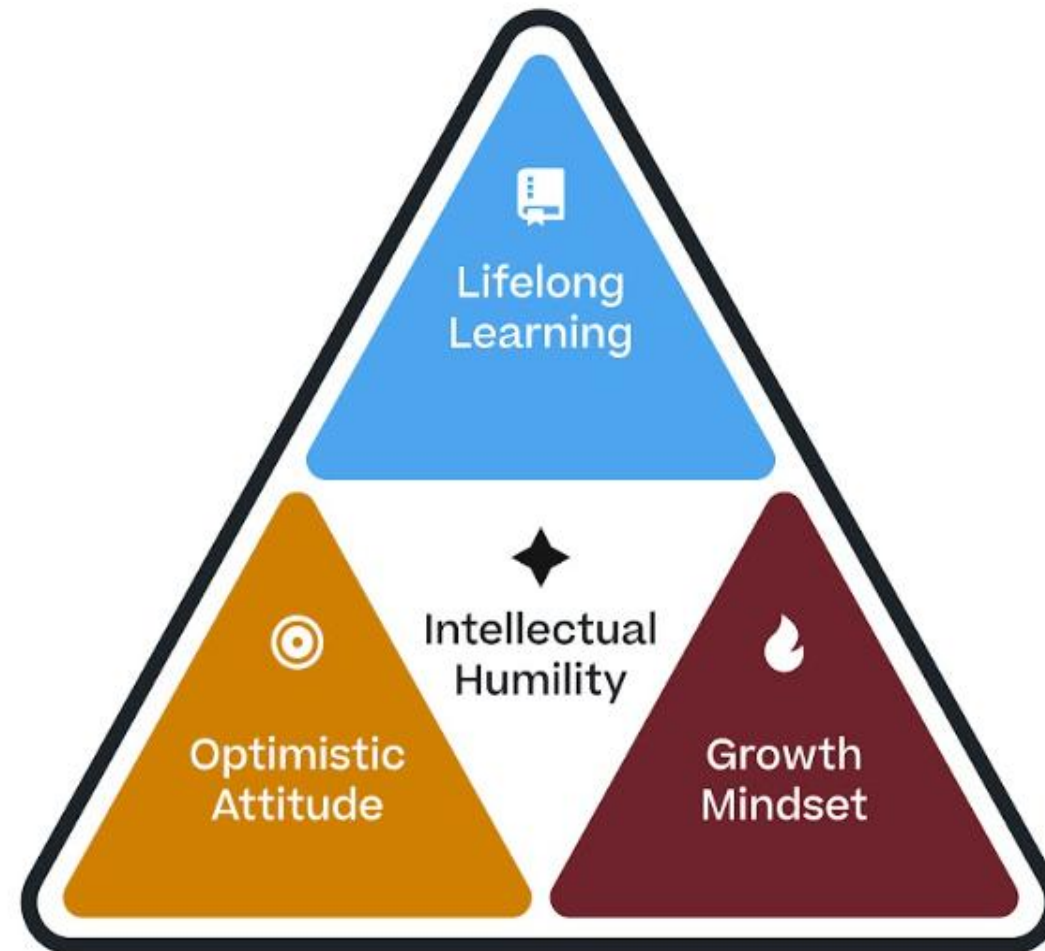 Lifelong
Learning
Intellectual
Humility
Optimistic
Attitude
Growth
Mindset